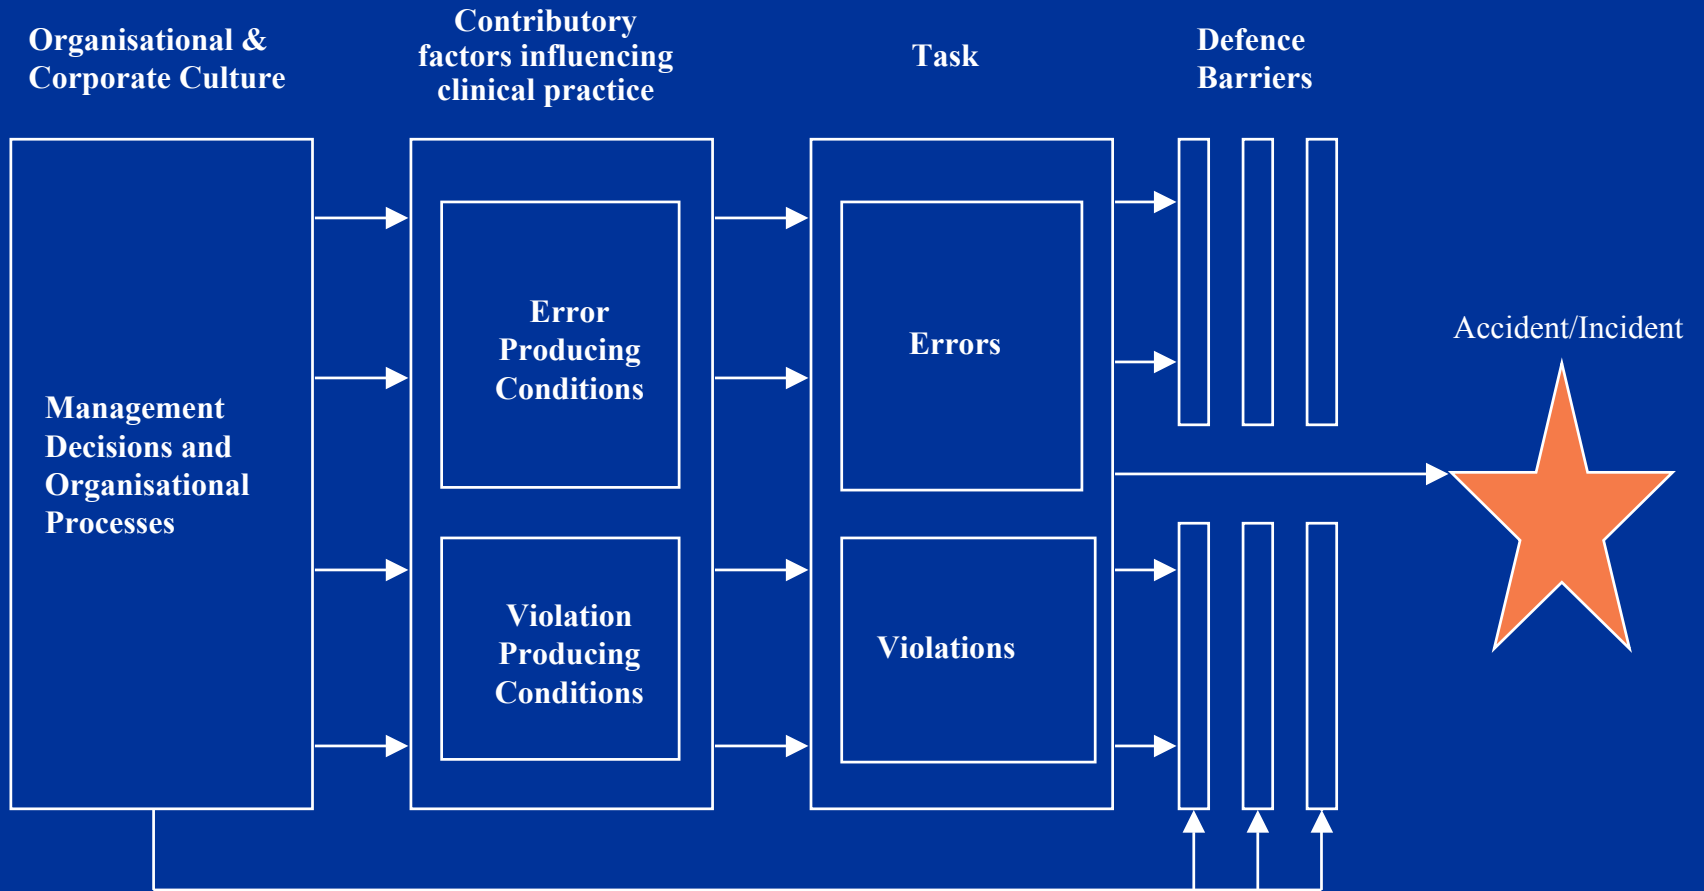 Organisational &
Corporate Culture
Contributory
factors influencing
clinical practice
Task
Defence
Barriers
Management
Decisions and
Organisational
Processes
Error
Producing
Conditions
Violation
Producing
Conditions
Errors
Violations
Accident/Incident